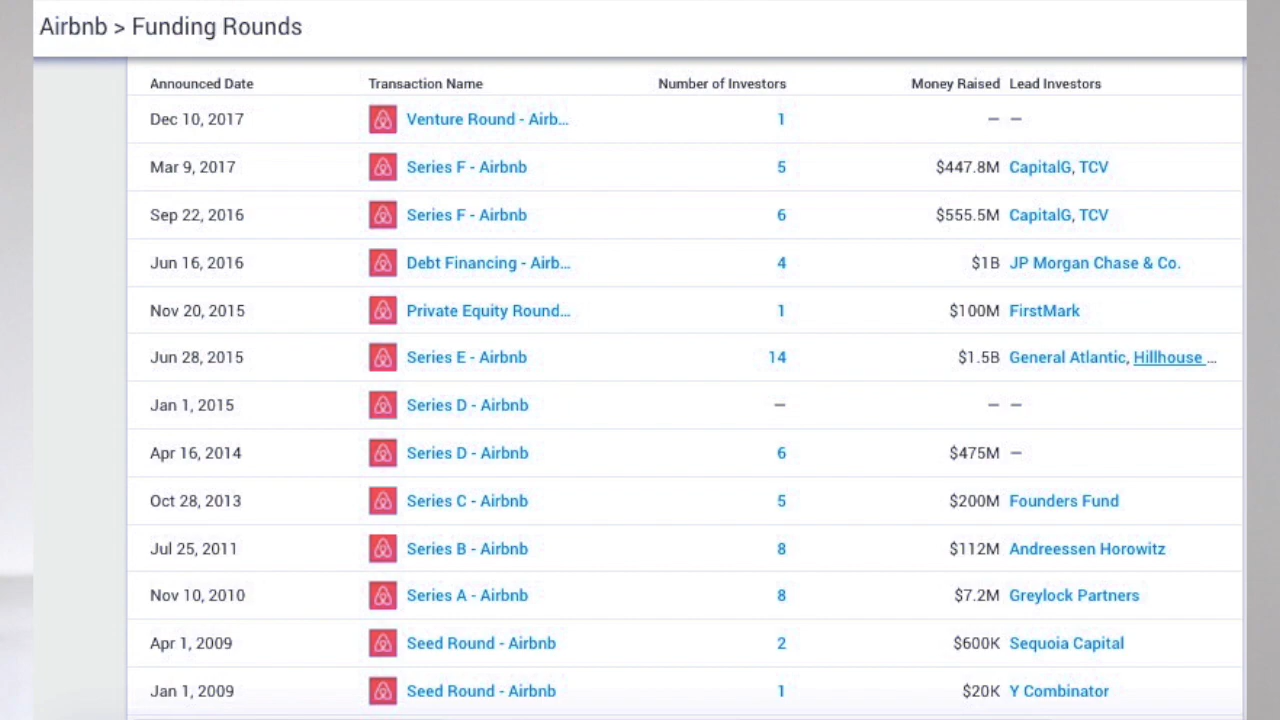 Airbnb > Funding Rounds
Announced Date Transaction Name Number of Investors Money Raised Lead Investors
Dec 10, 2017 Venture Round - Airb... 1 — —
Mar 9, 2017 Series F - Airbnb 5 $447.8M CapitalG, TCV
Sep 22, 2016 Series F - Airbnb 6 $555.5M CapitalG, TCV
Jun 16, 2016 Debt Financing - Airb... 4 $1B JP Morgan Chase & Co.
Nov 20, 2015 Private Equity Round... 1 $100M FirstMark
Jun 28, 2015 Series E - Airbnb 14 $1.5B General Atlantic, Hillhouse ...
Jan 1, 2015 Series D - Airbnb — — —
Apr 16, 2014 Series D - Airbnb 6 $475M —
Oct 28, 2013 Series C - Airbnb 5 $200M Founders Fund
Jul 25, 2011 Series B - Airbnb 8 $112M Andreessen Horowitz
Nov 10, 2010 Series A - Airbnb 8 $7.2M Greylock Partners
Apr 1, 2009 Seed Round - Airbnb 2 $600K Sequoia Capital
Jan 1, 2009 Seed Round - Airbnb 1 $20K Y Combinator